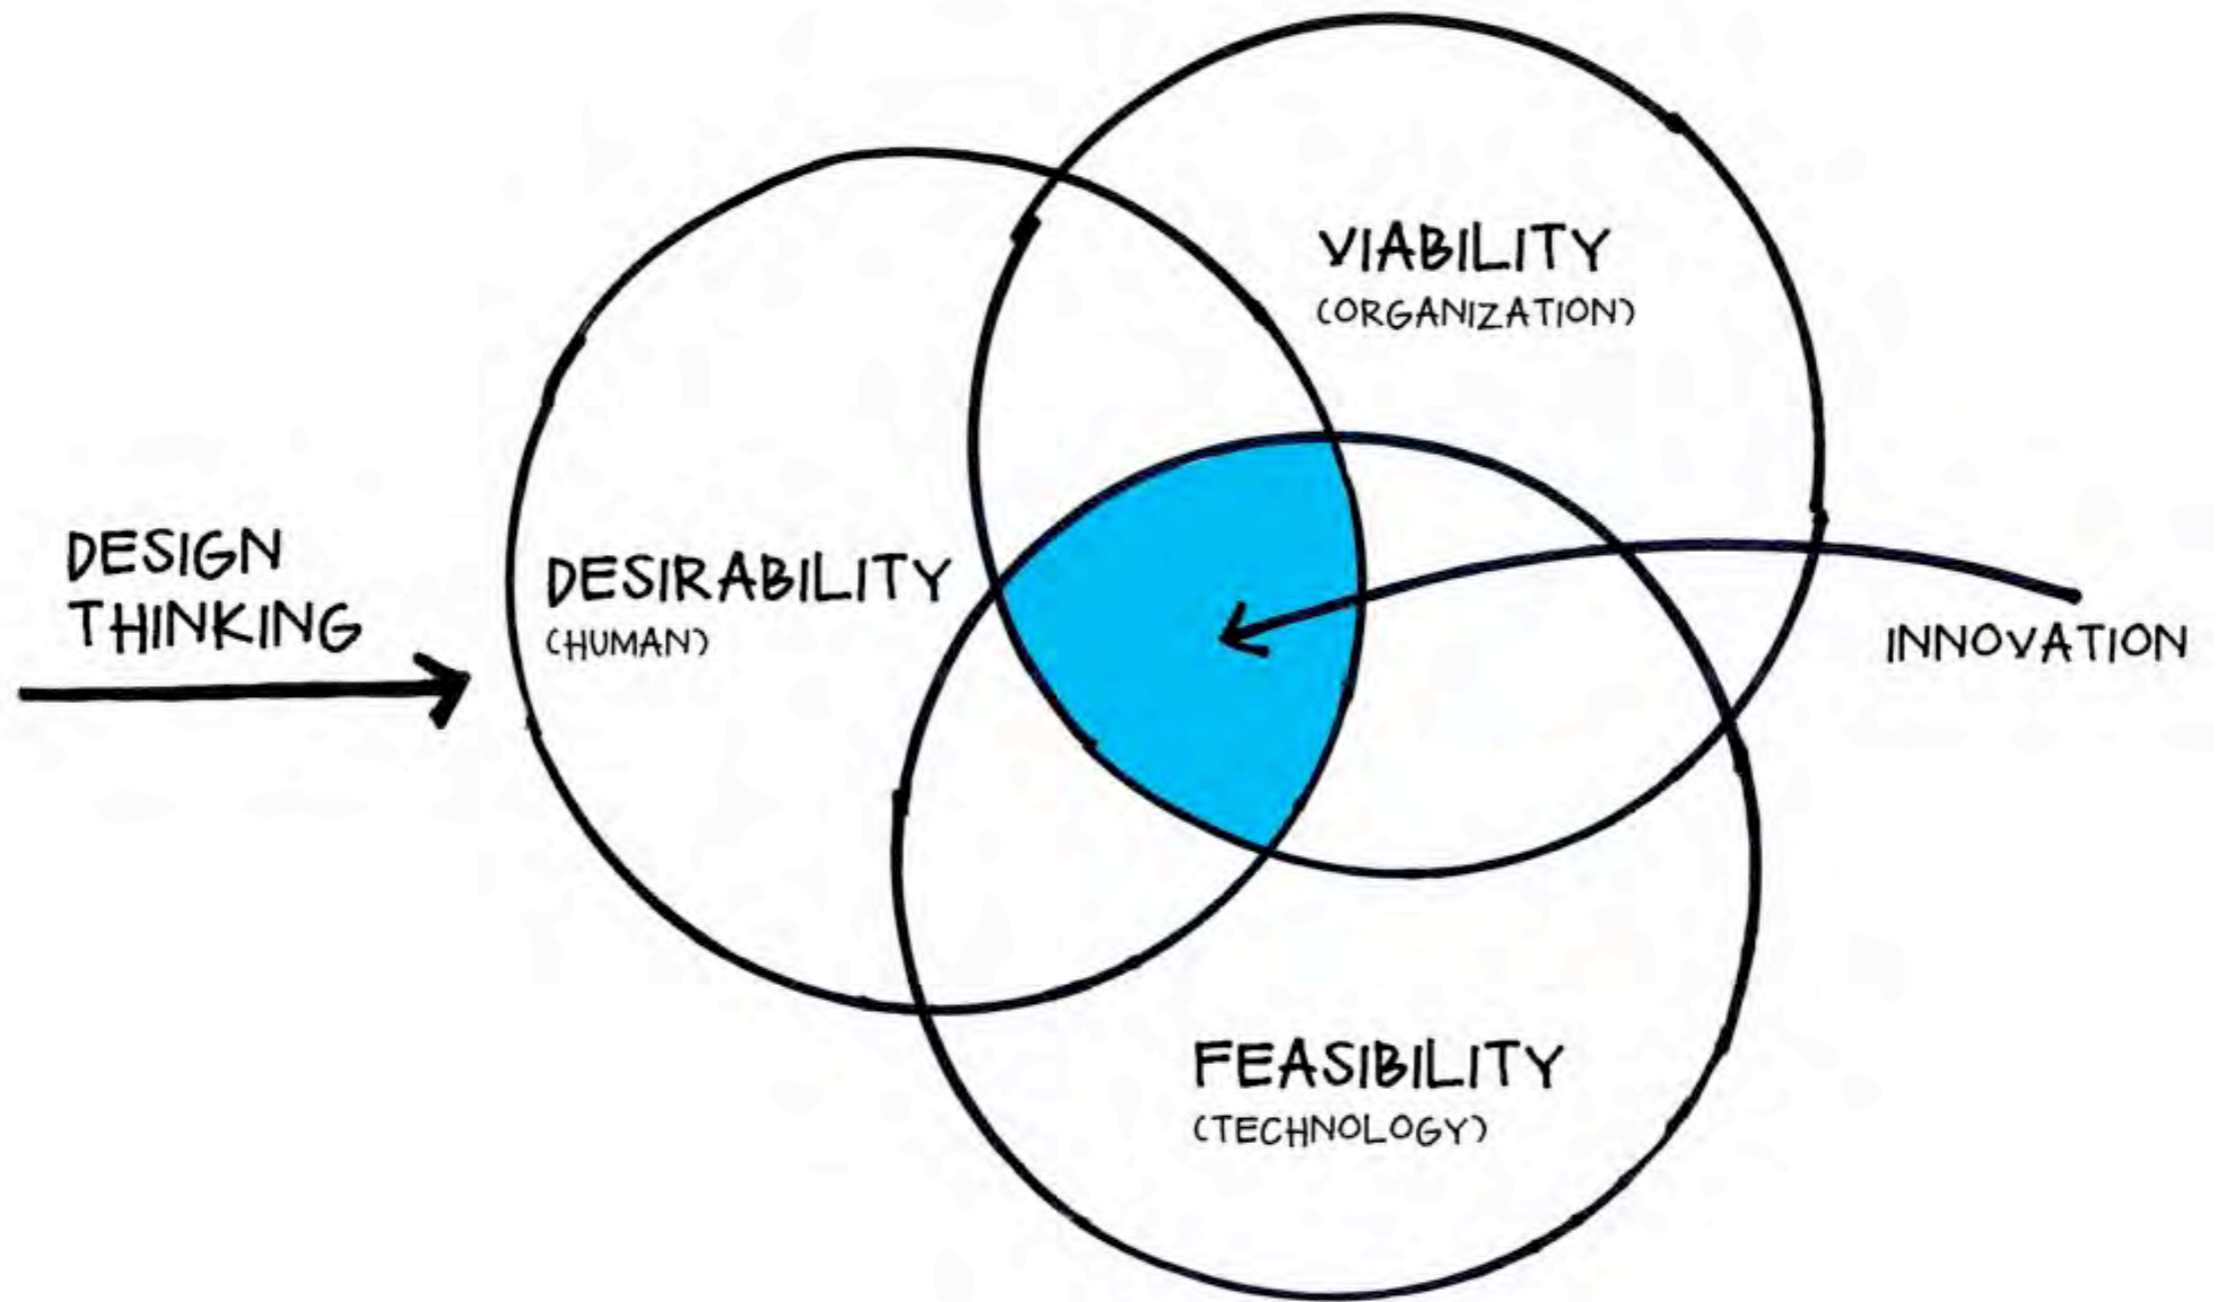 DESIGN
THINKING
DESIRABILITY
(HUMAN)
VIABILITY
(ORGANIZATION)
INNOVATION
FEASIBILITY
(TECHNOLOGY)